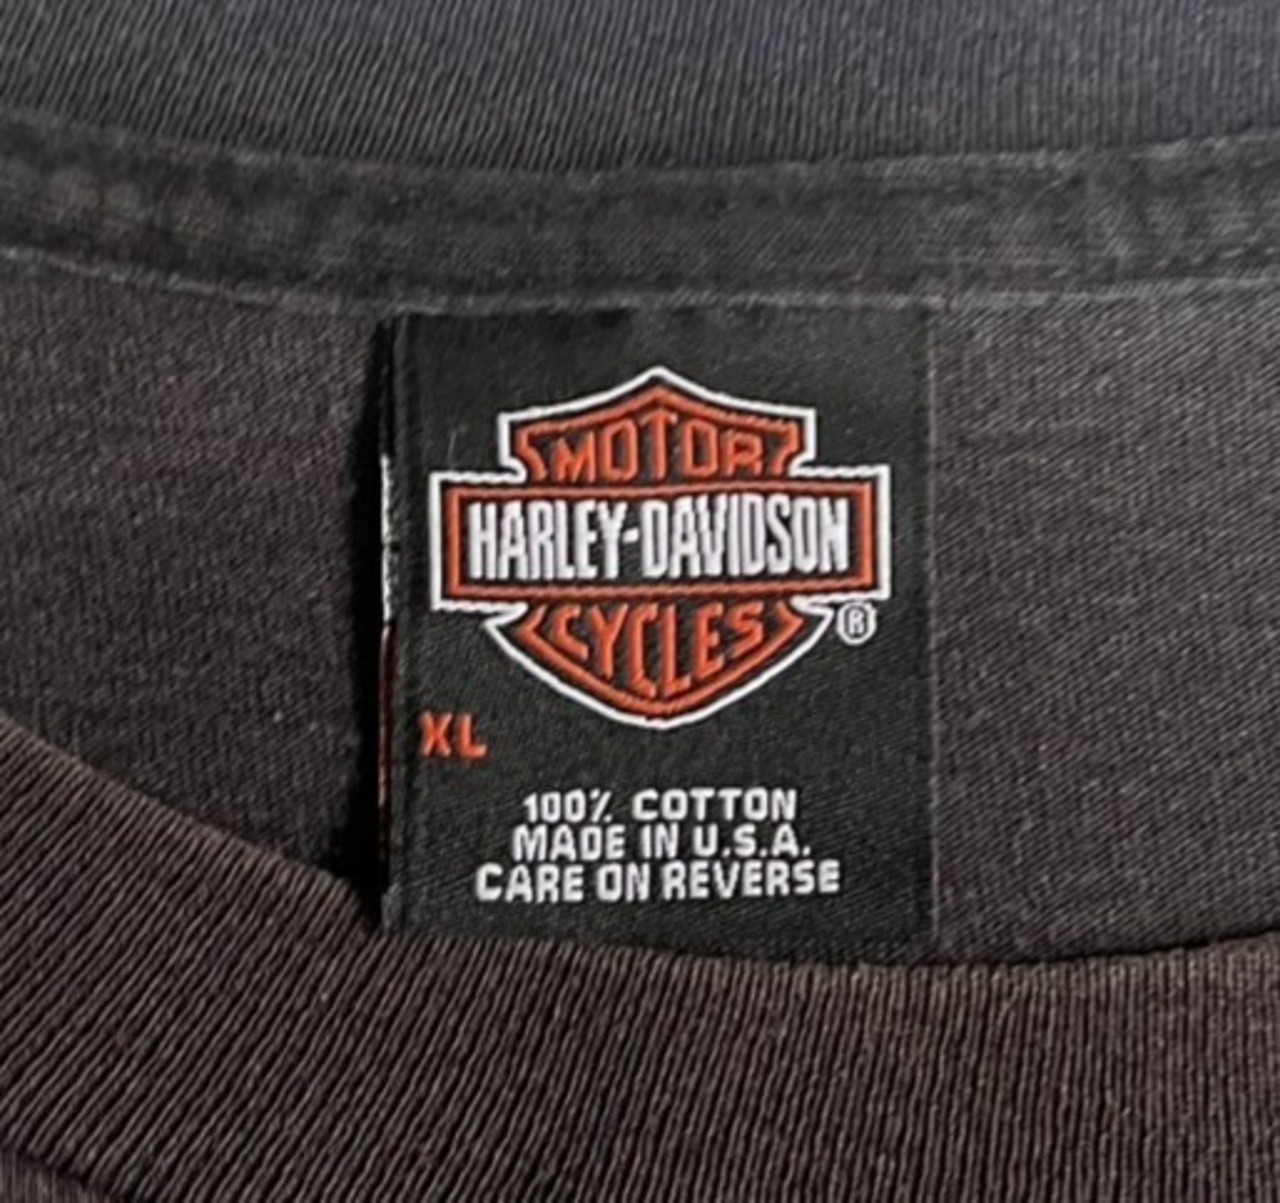 MOTOR
HARLEY-DAVIDSON
CYCLES
®
XL
100% COTTON
MADE IN U.S.A.
CARE ON REVERSE